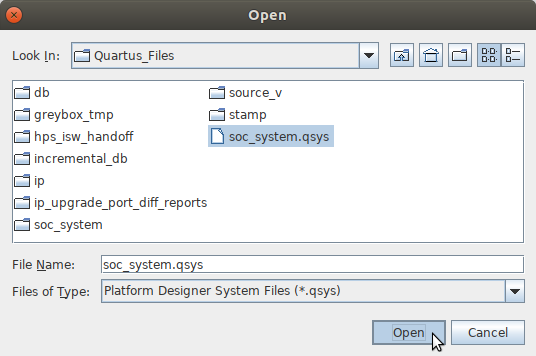 Open
Look In: Quartus_Files
db
greybox_tmp
hps_isw_handoff
incremental_db
ip
ip_upgrade_port_diff_reports
soc_system
source_v
stamp
soc_system.qsys
File Name: soc_system.qsys
Files of Type: Platform Designer System Files (*.qsys)
Open Cancel